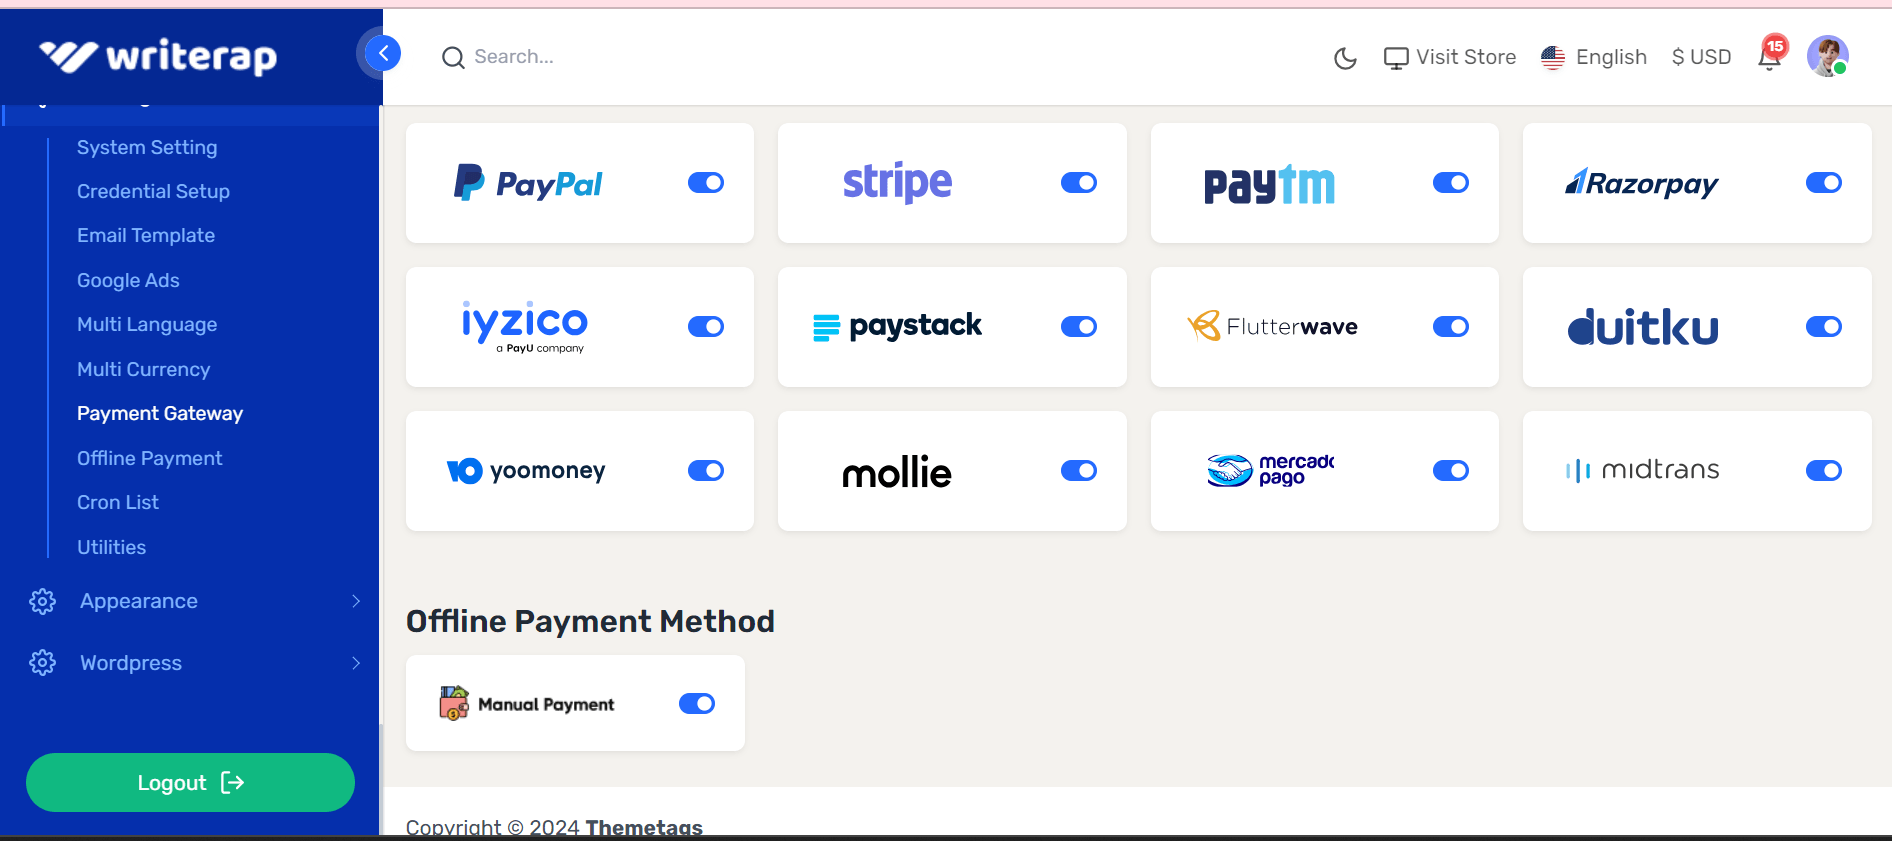 writerap
Search...
Visit Store
English
$ USD
15
System Setting
Credential Setup
Email Template
Google Ads
Multi Language
Multi Currency
Payment Gateway
Offline Payment
Cron List
Utilities
Appearance
Wordpress
Logout
PayPal
stripe
paytm
Razorpay
iyzico
a PayU company
paystack
Flutterwave
duitku
yoomoney
mollie
mercado
pago
midtrans
Offline Payment Method
Manual Payment
Copyright © 2024 Themetags